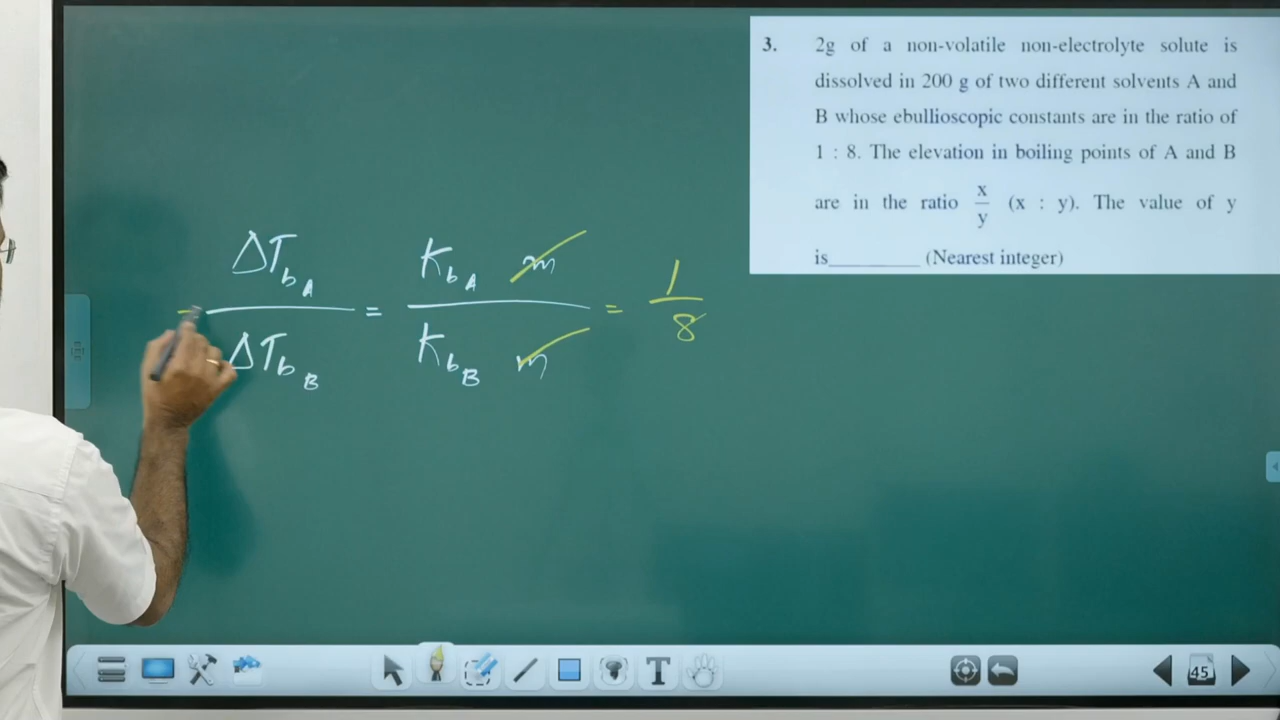 3. 2g of a non-volatile non-electrolyte solute is
dissolved in 200 g of two different solvents A and
B whose ebullioscopic constants are in the ratio of
1 : 8. The elevation in boiling points of A and B
are in the ratio x/y (x : y). The value of y
is________ (Nearest integer)
ΔT_bA / ΔT_bB = K_bA m / K_bB m = 1 / 8
T
45